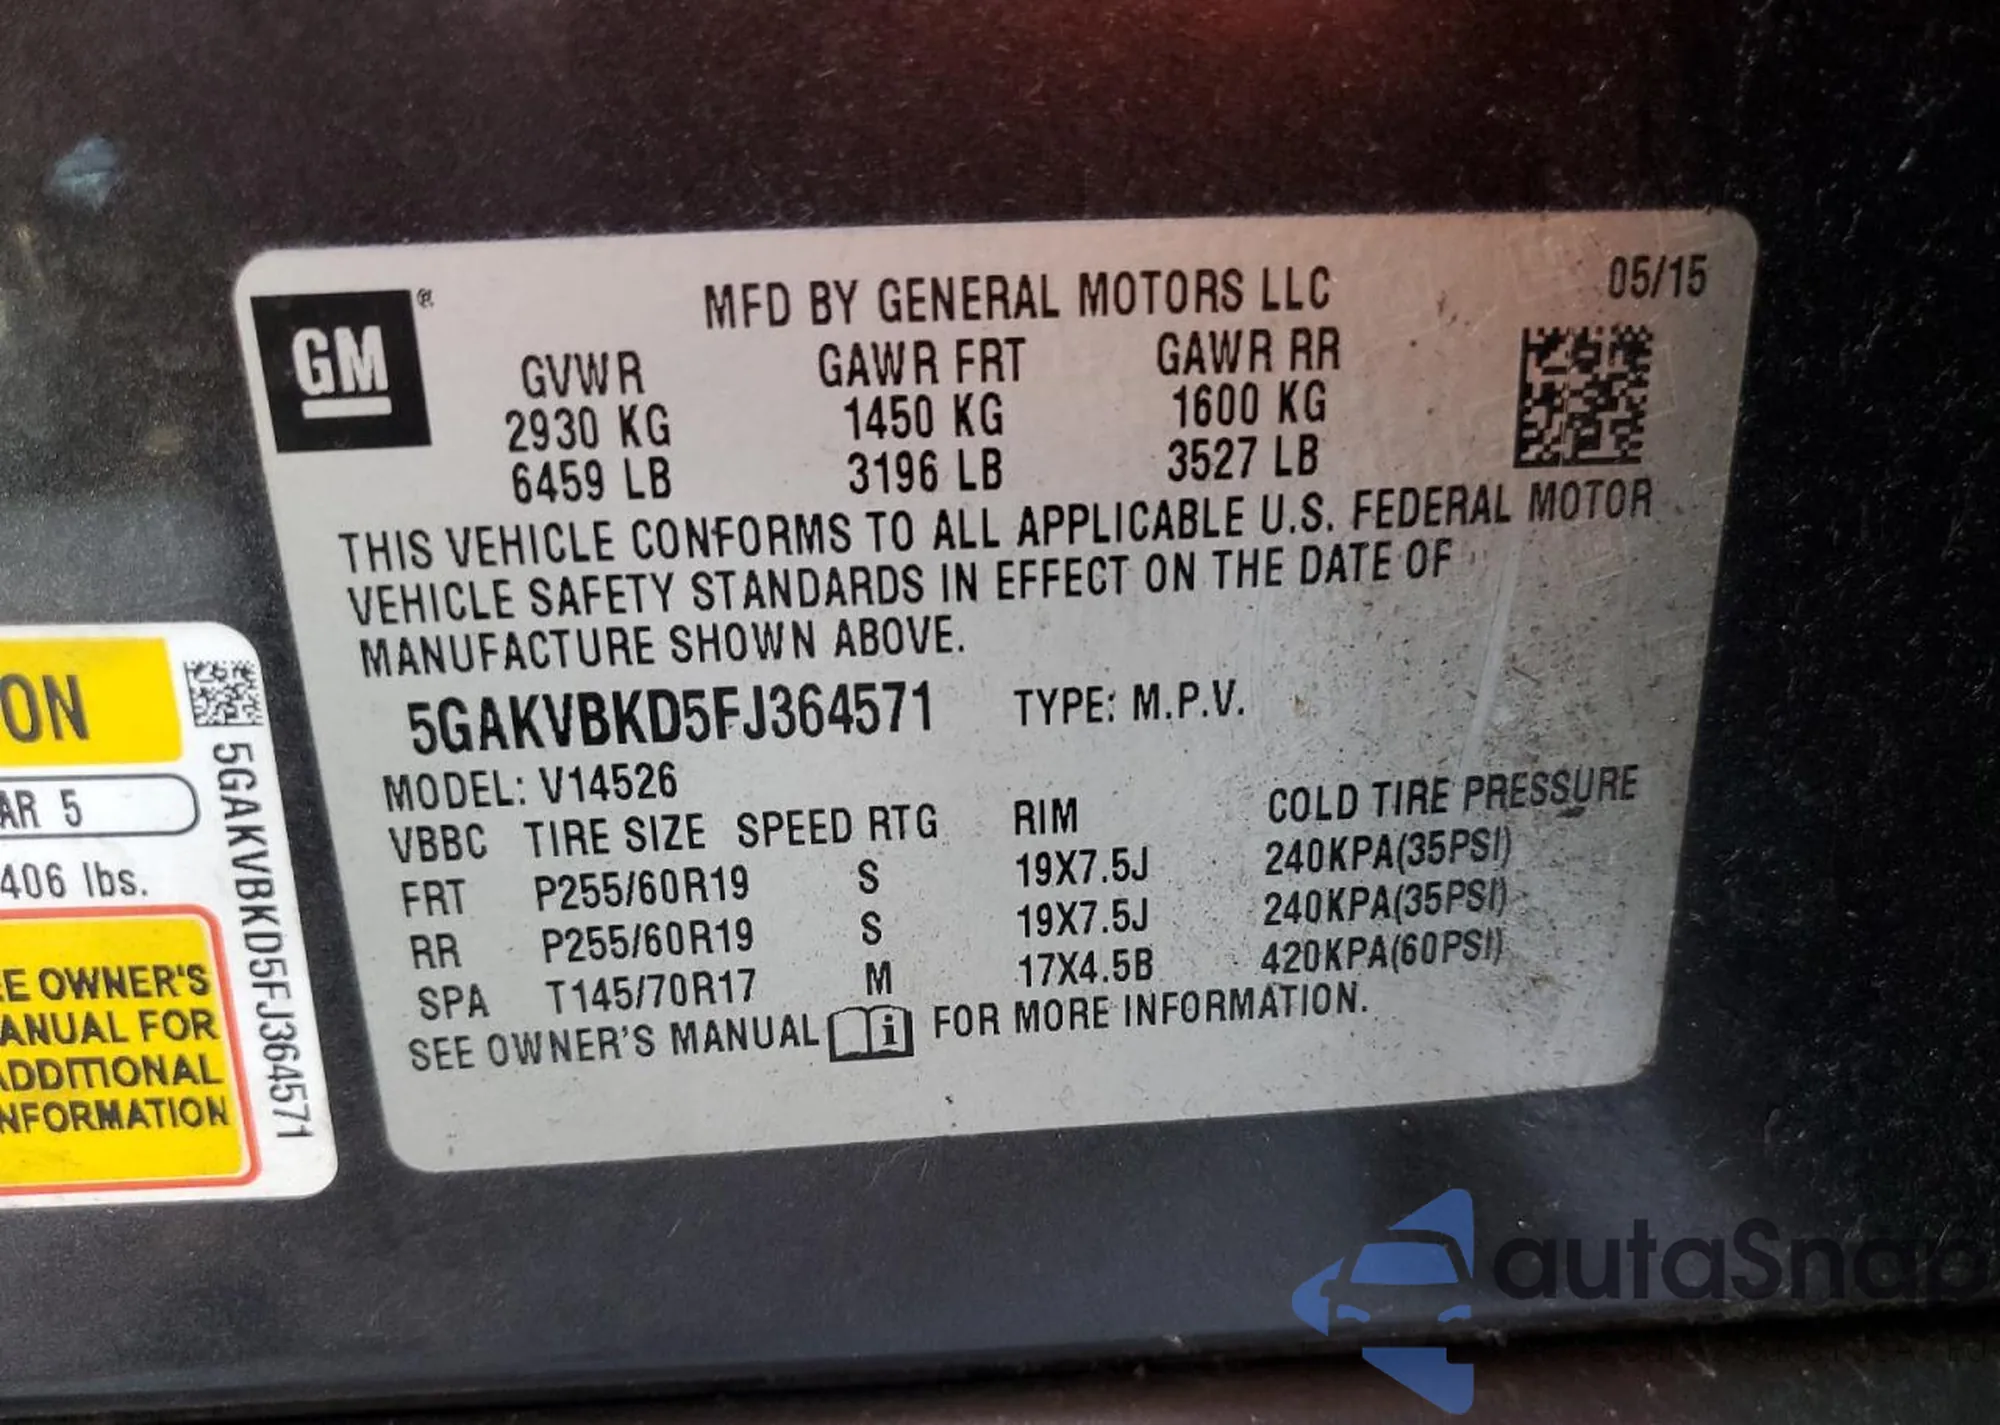 GM
®
MFD BY GENERAL MOTORS LLC
05/15
GVWR GAWR FRT GAWR RR
2930 KG 1450 KG 1600 KG
6459 LB 3196 LB 3527 LB
THIS VEHICLE CONFORMS TO ALL APPLICABLE U.S. FEDERAL MOTOR
VEHICLE SAFETY STANDARDS IN EFFECT ON THE DATE OF
MANUFACTURE SHOWN ABOVE.
5GAKVBKD5FJ364571 TYPE: M.P.V.
MODEL: V14526
VBBC TIRE SIZE SPEED RTG RIM COLD TIRE PRESSURE
FRT P255/60R19 S 19X7.5J 240KPA(35PSI)
RR P255/60R19 S 19X7.5J 240KPA(35PSI)
SPA T145/70R17 M 17X4.5B 420KPA(60PSI)
SEE OWNER'S MANUAL i FOR MORE INFORMATION.
ON
AR 5
406 lbs.
EE OWNER'S
ANUAL FOR
ADDITIONAL
NFORMATION
5GAKVBKD5FJ364571
autaSnap